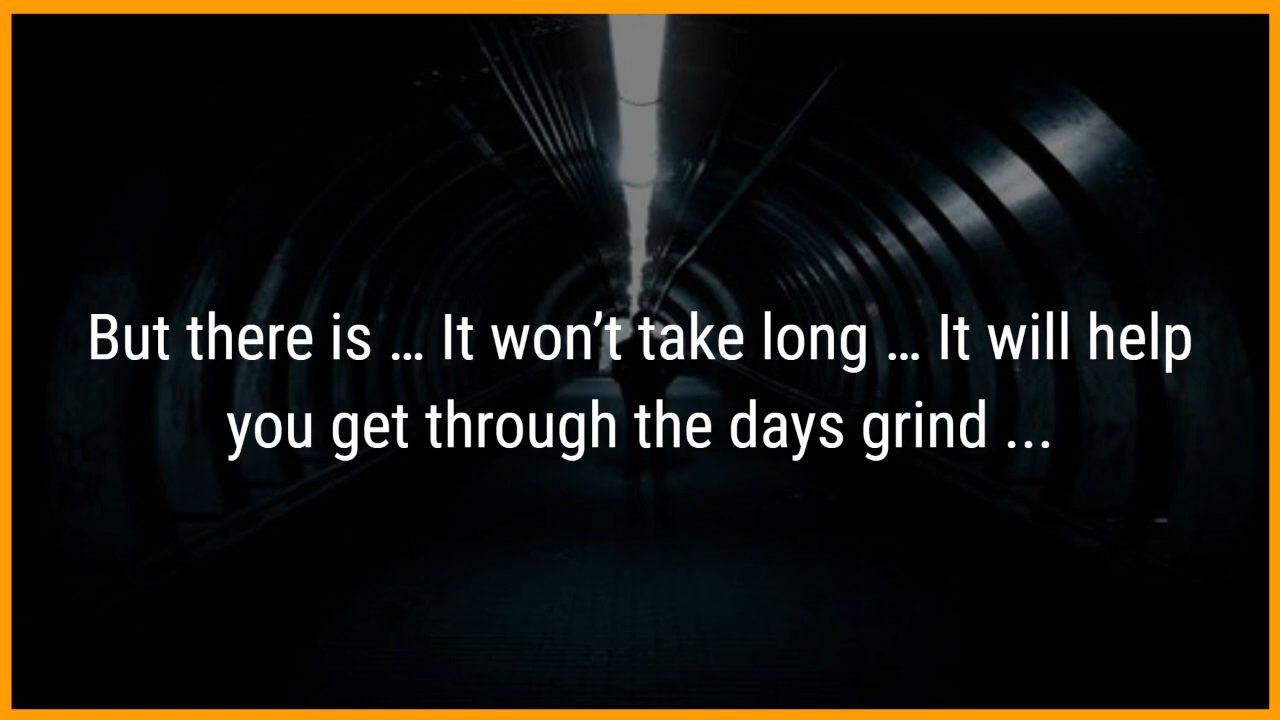 But there is … It won’t take long … It will help
you get through the days grind ...